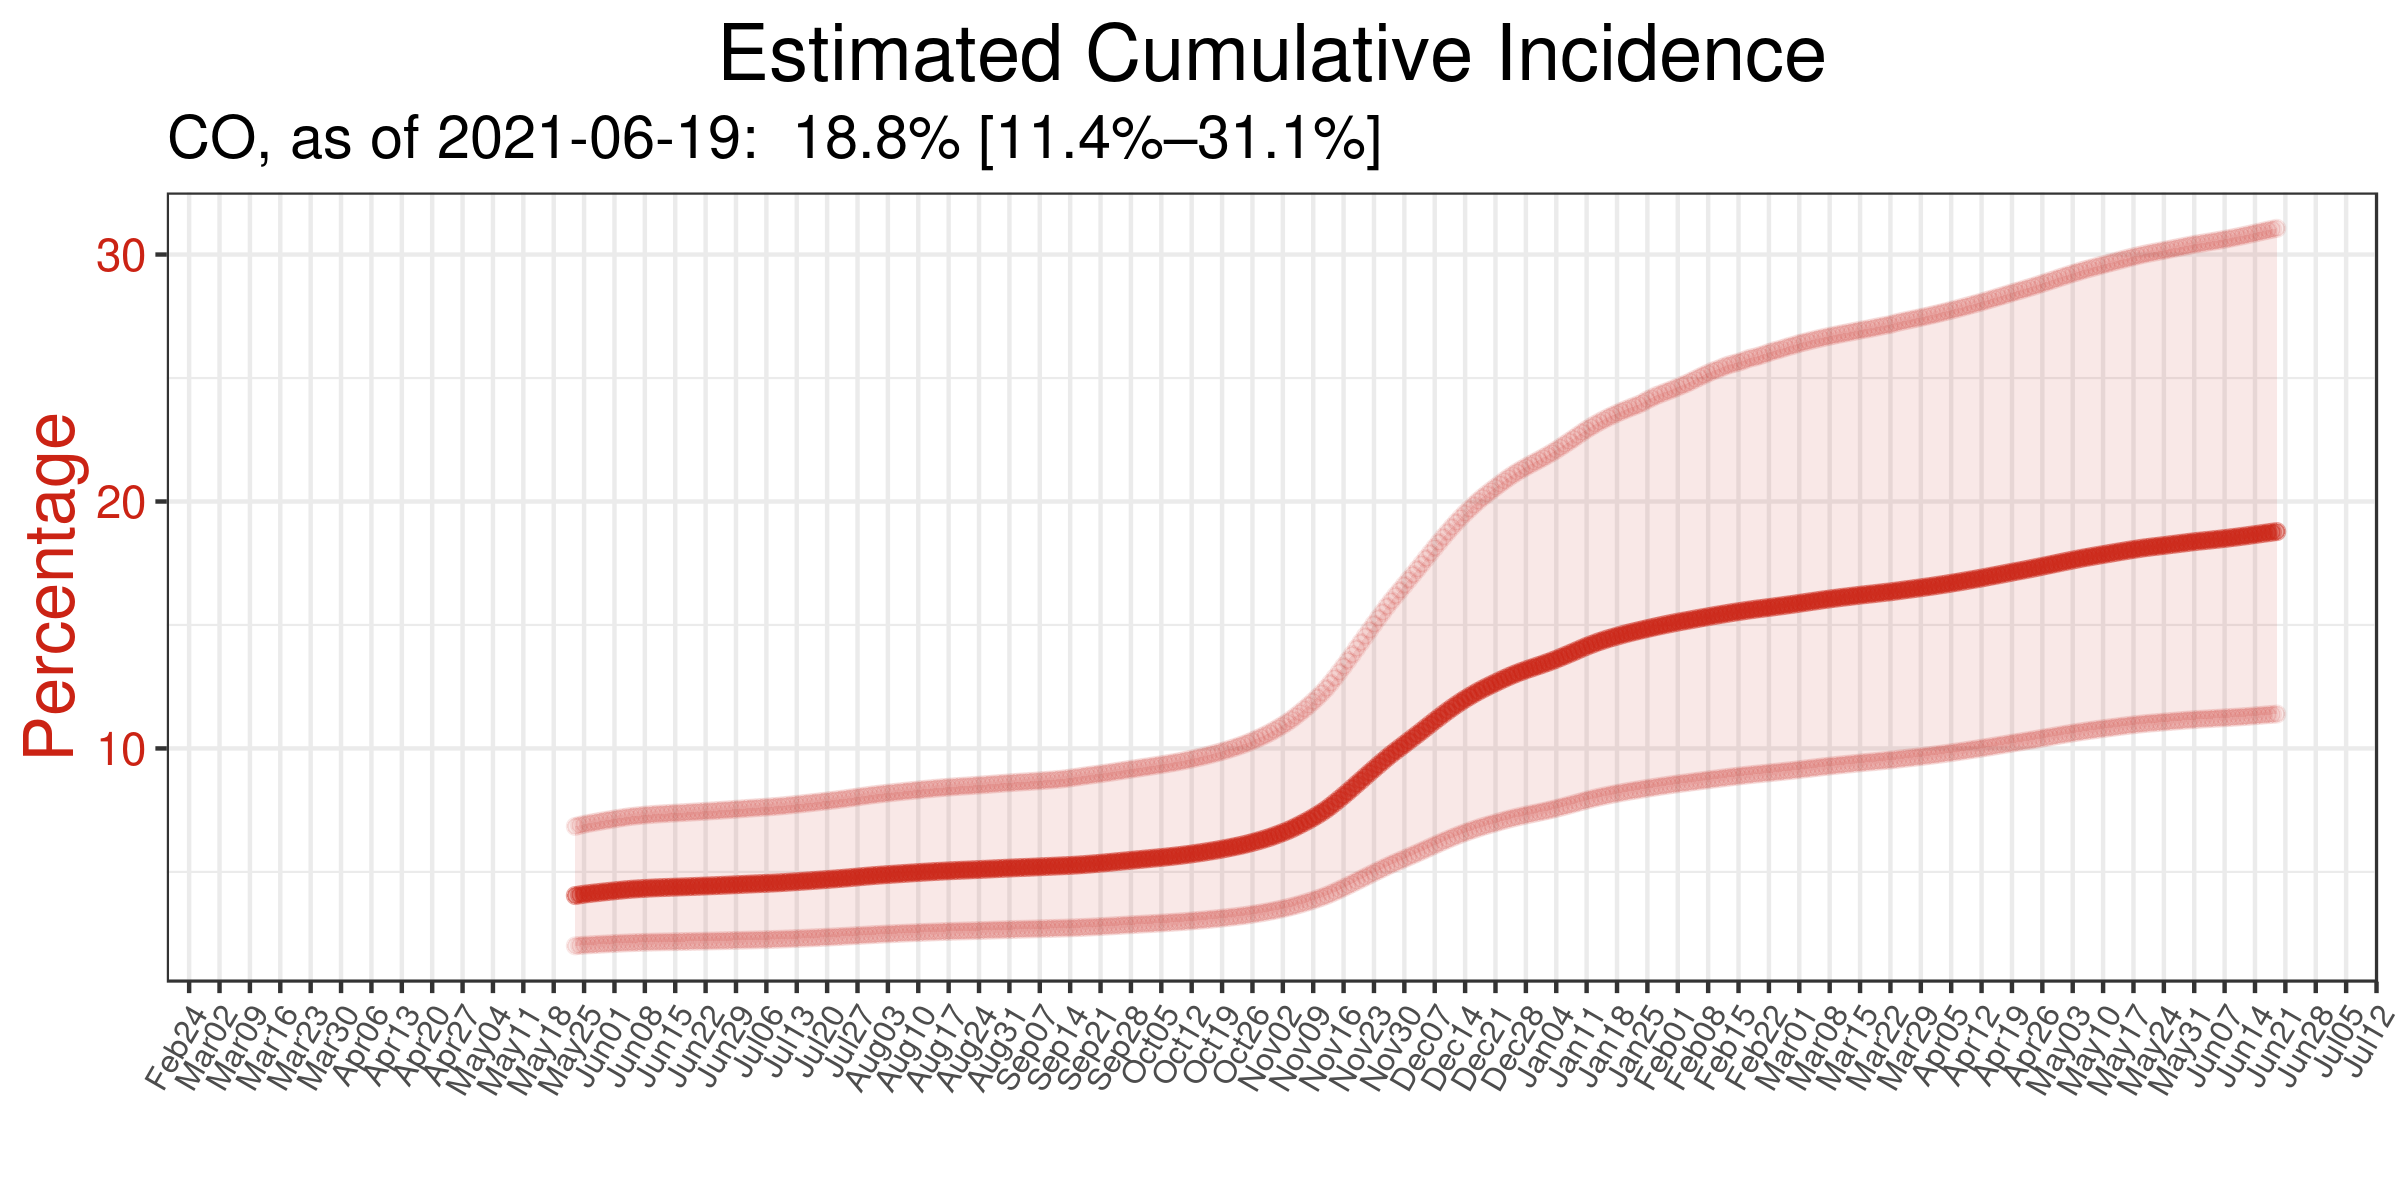 Estimated Cumulative Incidence
CO, as of 2021-06-19: 18.8% [11.4%–31.1%]
Percentage
30
20
10
Feb24
Mar02
Mar09
Mar16
Mar23
Mar30
Apr06
Apr13
Apr20
Apr27
May04
May11
May18
May25
Jun01
Jun08
Jun15
Jun22
Jun29
Jul06
Jul13
Jul20
Jul27
Aug03
Aug10
Aug17
Aug24
Aug31
Sep07
Sep14
Sep21
Sep28
Oct05
Oct12
Oct19
Oct26
Nov02
Nov09
Nov16
Nov23
Nov30
Dec07
Dec14
Dec21
Dec28
Jan04
Jan11
Jan18
Jan25
Feb01
Feb08
Feb15
Feb22
Mar01
Mar08
Mar15
Mar22
Mar29
Apr05
Apr12
Apr19
Apr26
May03
May10
May17
May24
May31
Jun07
Jun14
Jun21
Jun28
Jul05
Jul12